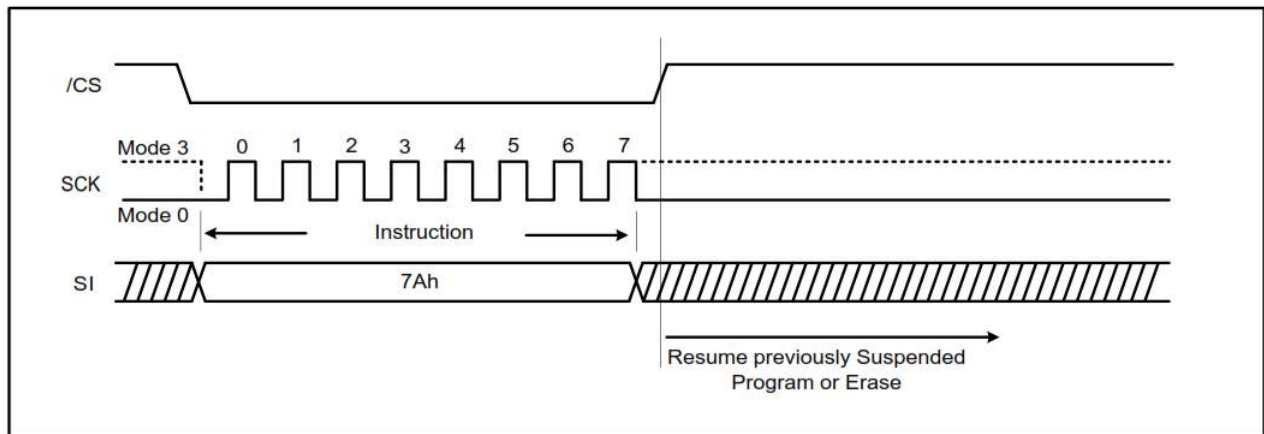 /CS
Mode 3
0 1 2 3 4 5 6 7
SCK
Mode 0
Instruction
SI
7Ah
Resume previously Suspended
Program or Erase